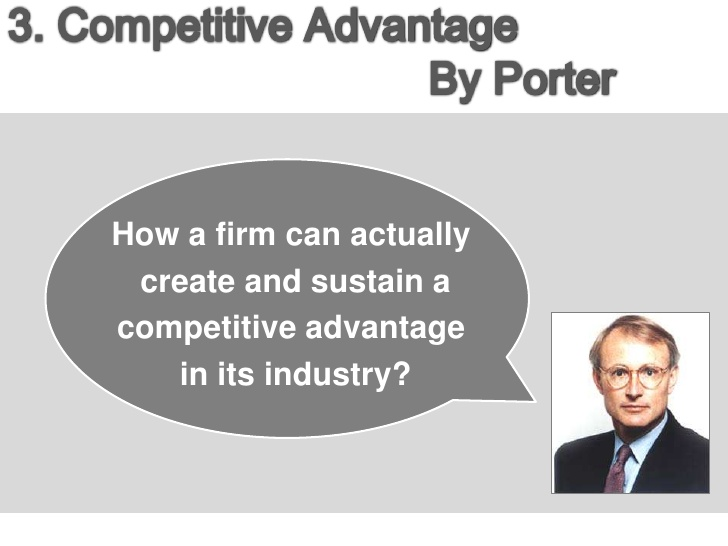 3. Competitive Advantage
By Porter
How a firm can actually
create and sustain a
competitive advantage
in its industry?